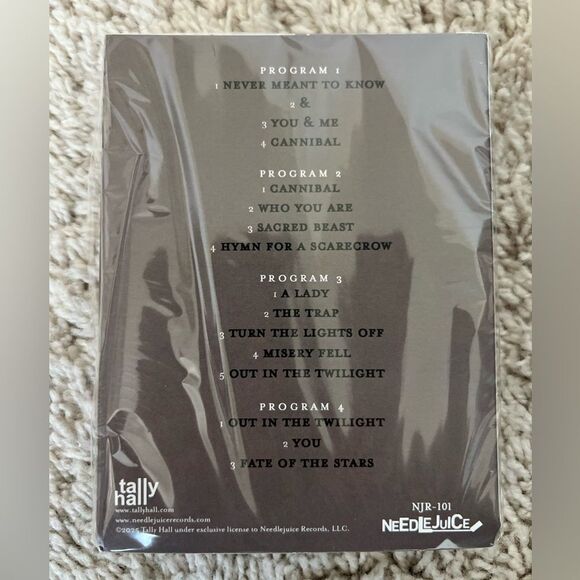 PROGRAM 1
1 NEVER MEANT TO KNOW
2 &
3 YOU & ME
4 CANNIBAL
PROGRAM 2
1 CANNIBAL
2 WHO YOU ARE
3 SACRED BEAST
4 HYMN FOR A SCARECROW
PROGRAM 3
1 A LADY
2 THE TRAP
3 TURN THE LIGHTS OFF
4 MISERY FELL
5 OUT IN THE TWILIGHT
PROGRAM 4
1 OUT IN THE TWILIGHT
2 YOU
3 FATE OF THE STARS
tally
hall
www.tallyhall.com
www.needlejuicerecords.com
©2025 Tally Hall under exclusive license to Needlejuice Records, LLC.
NJR-101
NEEDLEJUICE